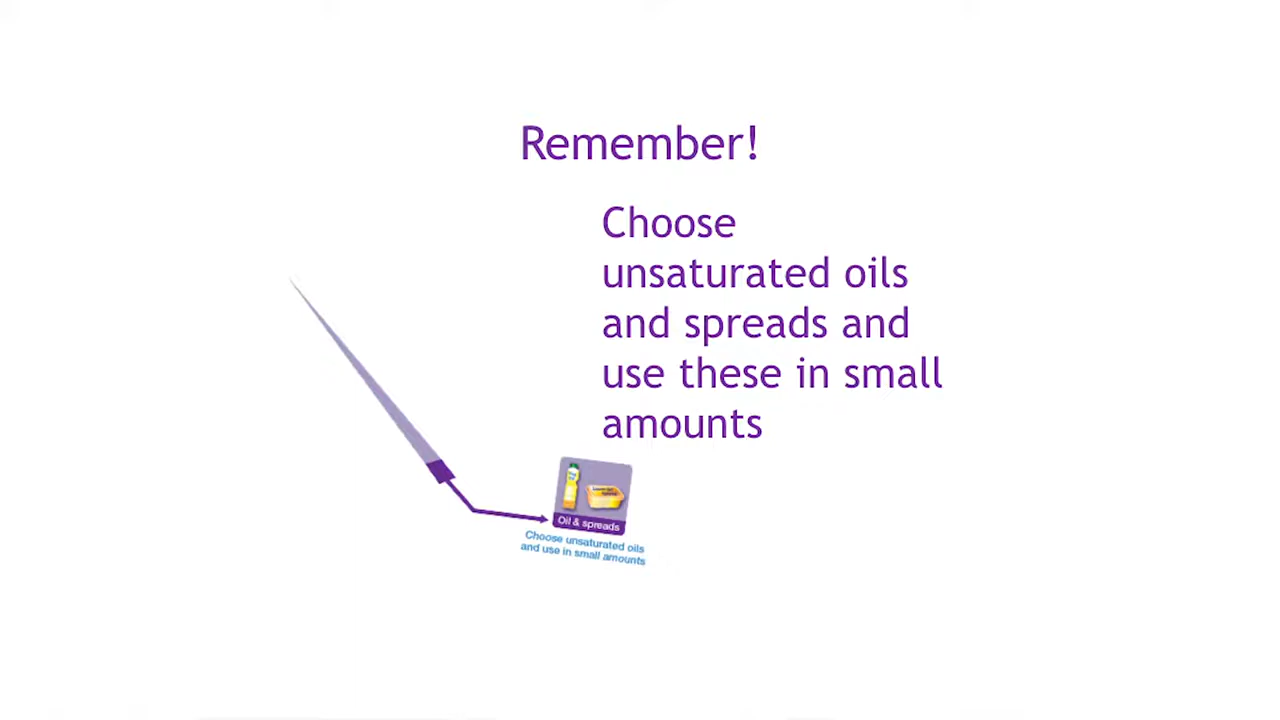 Remember!
Choose
unsaturated oils
and spreads and
use these in small
amounts
Oil & spreads
Choose unsaturated oils
and use in small amounts